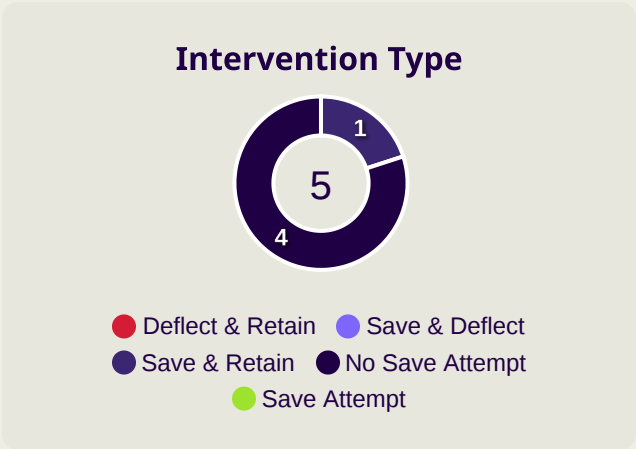 Intervention Type
1
5
4
Deflect & Retain Save & Deflect
Save & Retain No Save Attempt
Save Attempt